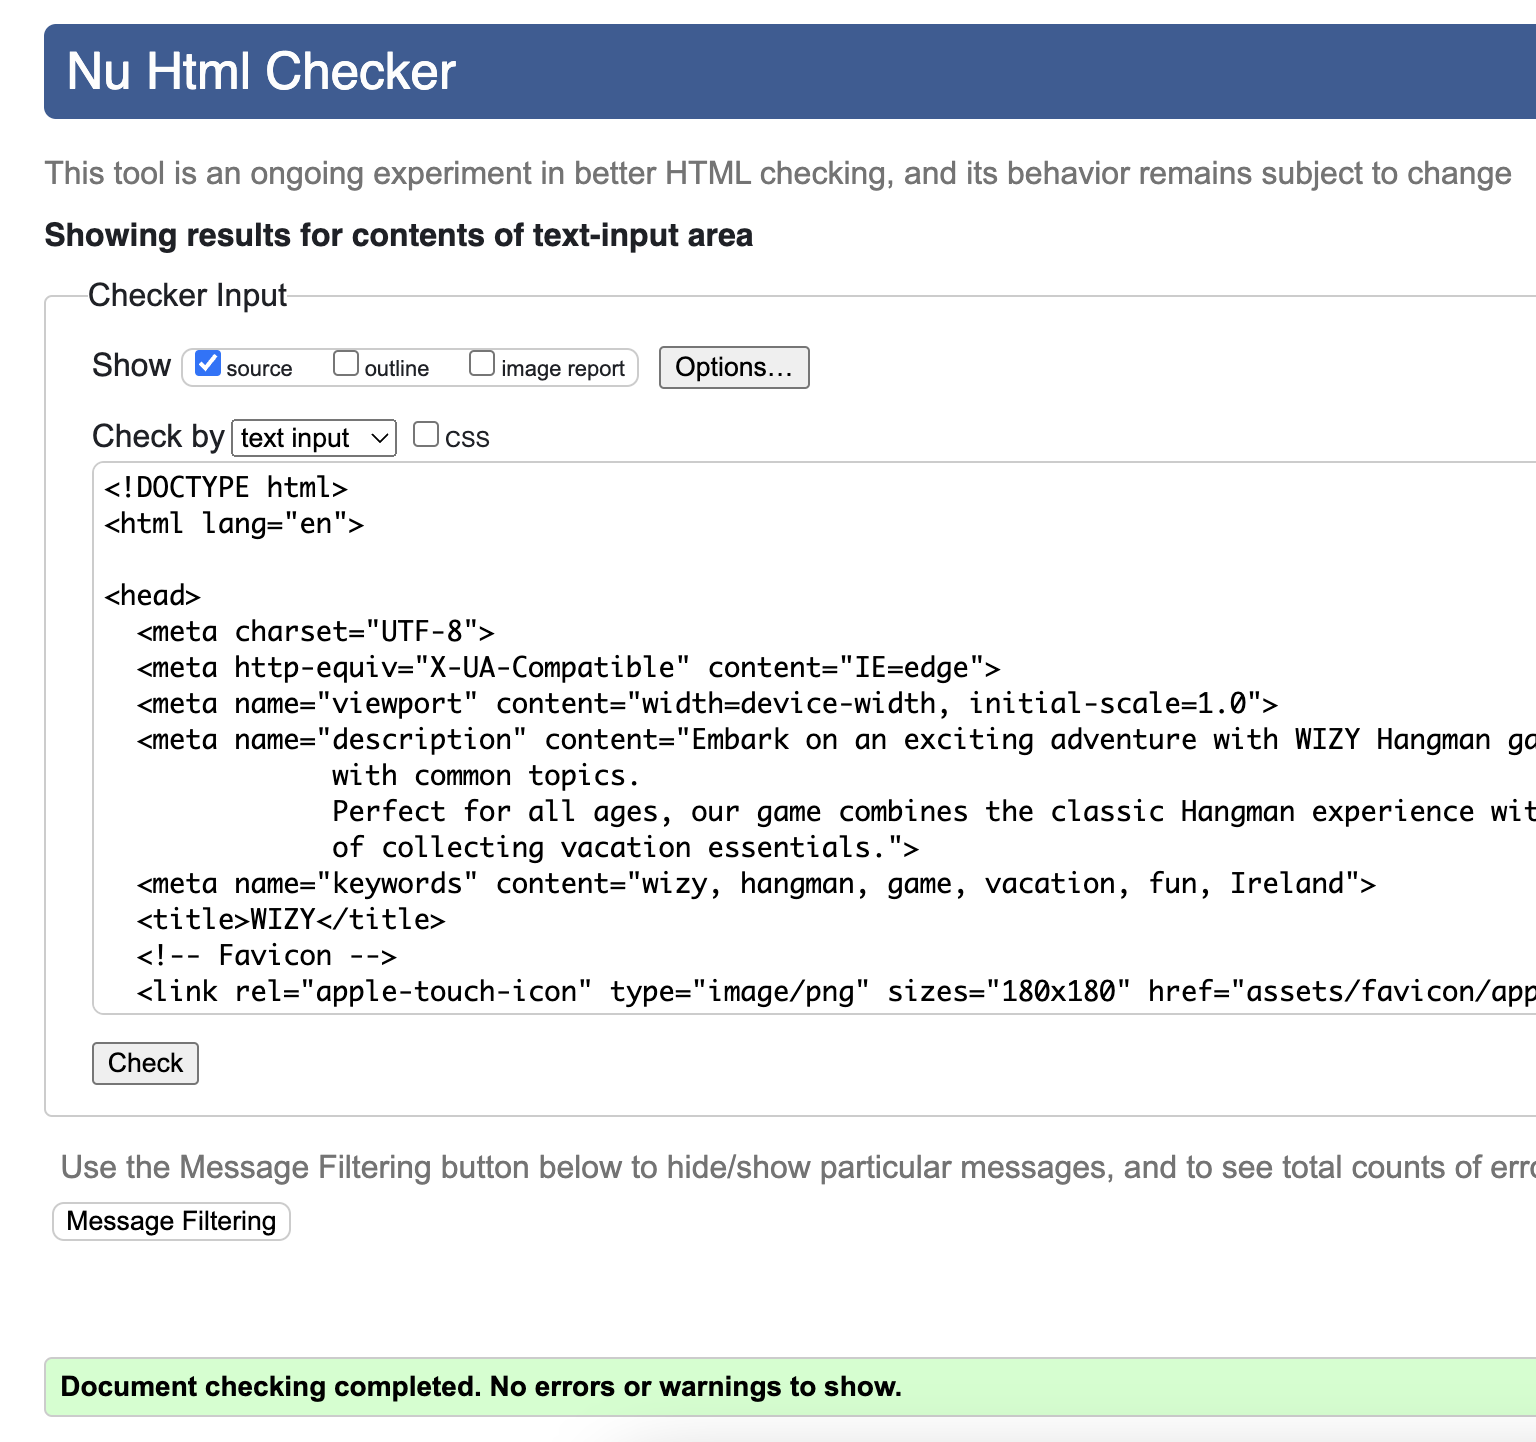 Nu Html Checker
This tool is an ongoing experiment in better HTML checking, and its behavior remains subject to change
Showing results for contents of text-input area
Checker Input
Show source outline image report Options...
Check by text input css
<!DOCTYPE html>
<html lang="en">
<head>
<meta charset="UTF-8">
<meta http-equiv="X-UA-Compatible" content="IE=edge">
<meta name="viewport" content="width=device-width, initial-scale=1.0">
<meta name="description" content="Embark on an exciting adventure with WIZY Hangman
with common topics.
Perfect for all ages, our game combines the classic Hangman experience
of collecting vacation essentials.">
<meta name="keywords" content="wizy, hangman, game, vacation, fun, Ireland">
<title>WIZY</title>
<!-- Favicon -->
<link rel="apple-touch-icon" type="image/png" sizes="180x180" href="assets/favicon/app
Check
Use the Message Filtering button below to hide/show particular messages, and to see total counts of
Message Filtering
Document checking completed. No errors or warnings to show.